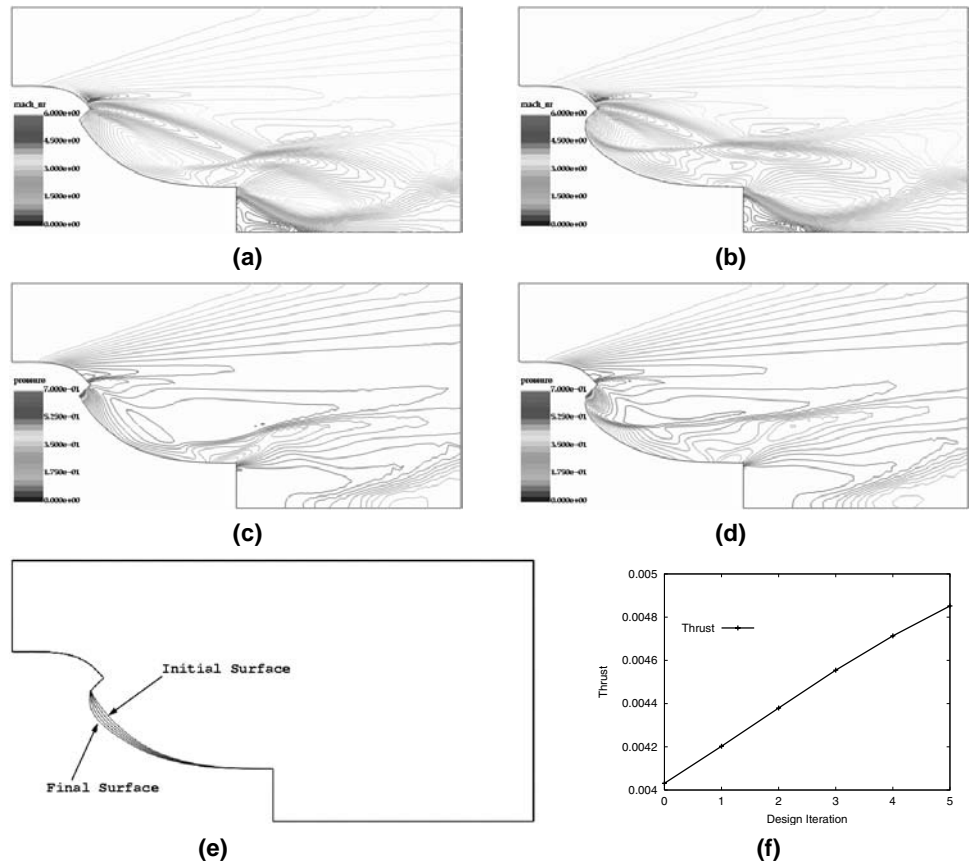 mach_nr
6.000e+00
4.500e+00
3.000e+00
1.500e+00
0.000e+00
mach_nr
6.000e+00
4.500e+00
3.000e+00
1.500e+00
0.000e+00
(a)
(b)
pressure
7.000e-01
5.250e-01
3.500e-01
1.750e-01
0.000e+00
pressure
7.000e-01
5.250e-01
3.500e-01
1.750e-01
0.000e+00
(c)
(d)
Initial Surface
Final Surface
(e)
0.005
0.0048
0.0046
0.0044
0.0042
0.004
Thrust
Thrust
0 1 2 3 4 5
Design Iteration
(f)